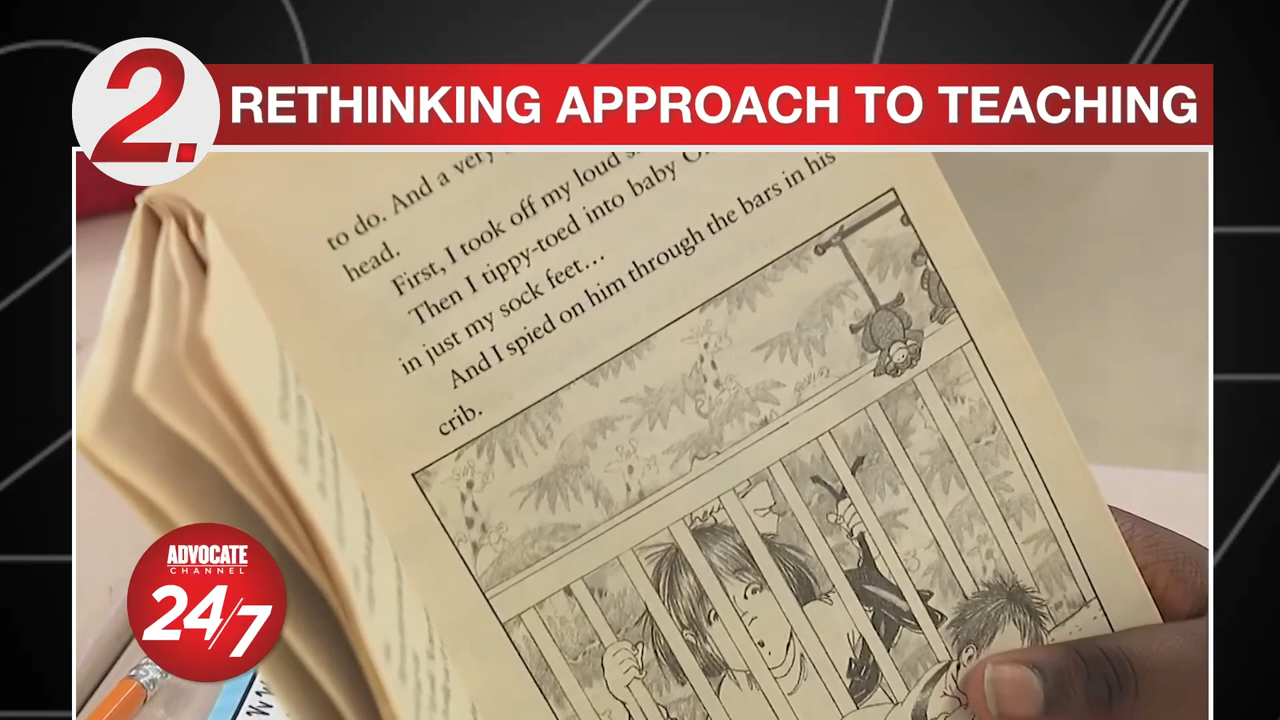 2. RETHINKING APPROACH TO TEACHING
to do. And a very
head.
First, I took off my loud
Then I tippy-toed into baby
in just my sock feet…
And I spied on him through the bars in his
crib.
ADVOCATE
CHANNEL
24/7